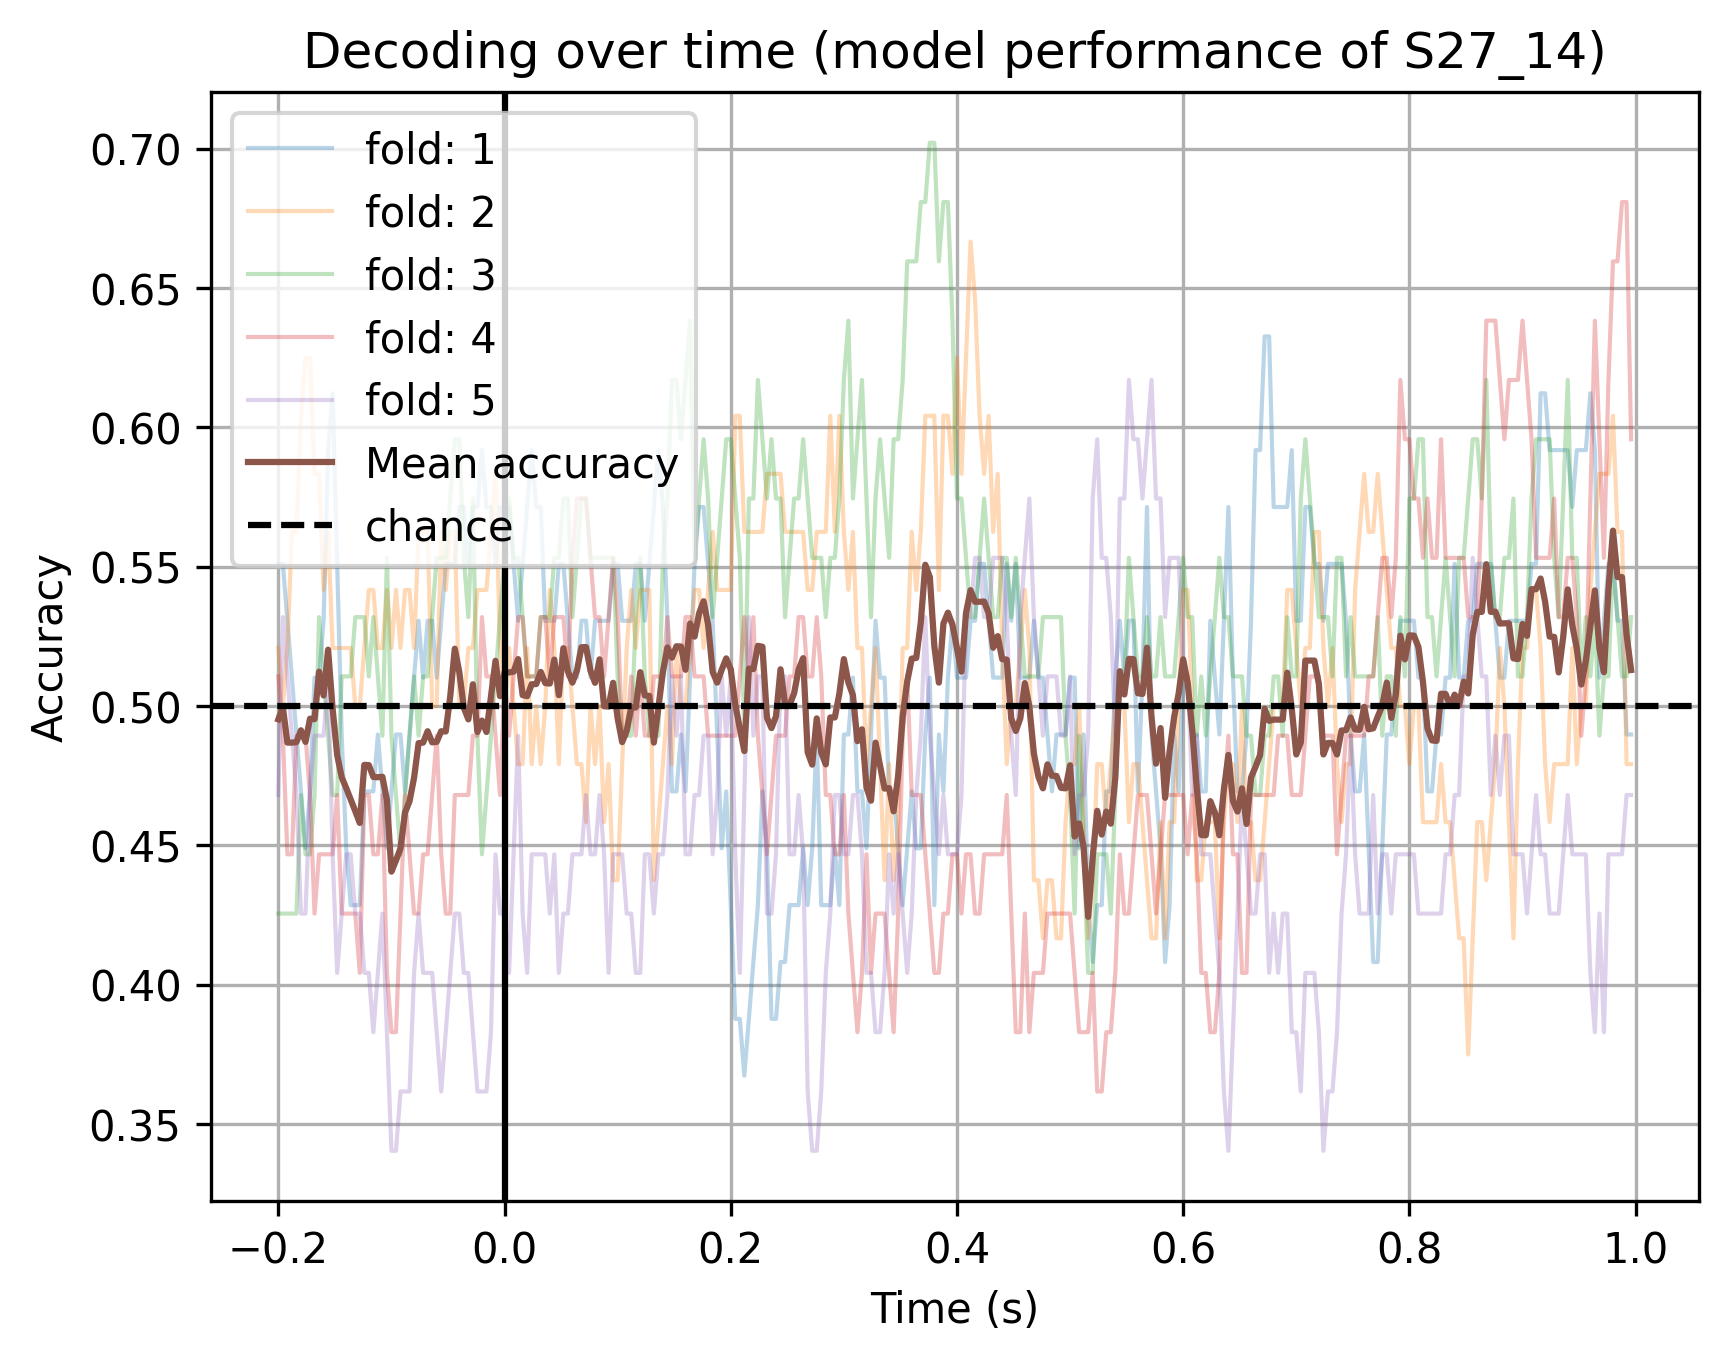 Decoding over time (model performance of S27_14)
0.70
0.65
0.60
0.55
0.50
0.45
0.40
0.35
Accuracy
fold: 1
fold: 2
fold: 3
fold: 4
fold: 5
Mean accuracy
chance
−0.2
0.0
0.2
0.4
0.6
0.8
1.0
Time (s)